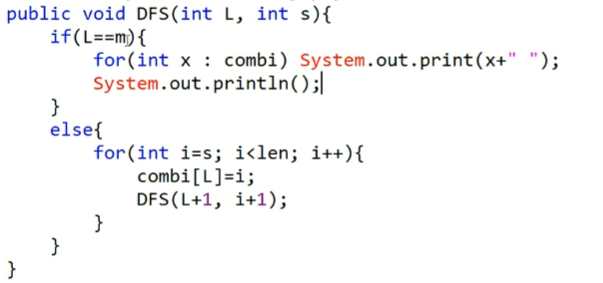 public void DFS(int L, int s){
    if(L==m){
        for(int x : combi) System.out.print(x+" ");
        System.out.println();
    }
    else{
        for(int i=s; i<len; i++){
            combi[L]=i;
            DFS(L+1, i+1);
        }
    }
}